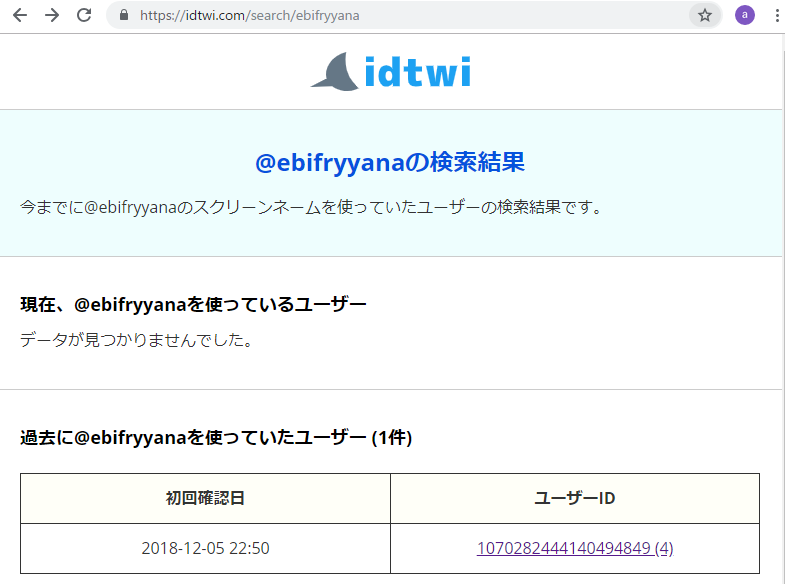 https://idtwi.com/search/ebifryyana
a
idtwi
@ebifryyanaの検索結果
今までに@ebifryyanaのスクリーンネームを使っていたユーザーの検索結果です。
現在、@ebifryyanaを使っているユーザー
データが見つかりませんでした。
過去に@ebifryyanaを使っていたユーザー (1件)
初回確認日 ユーザーID
2018-12-05 22:50 1070282444140494849 (4)